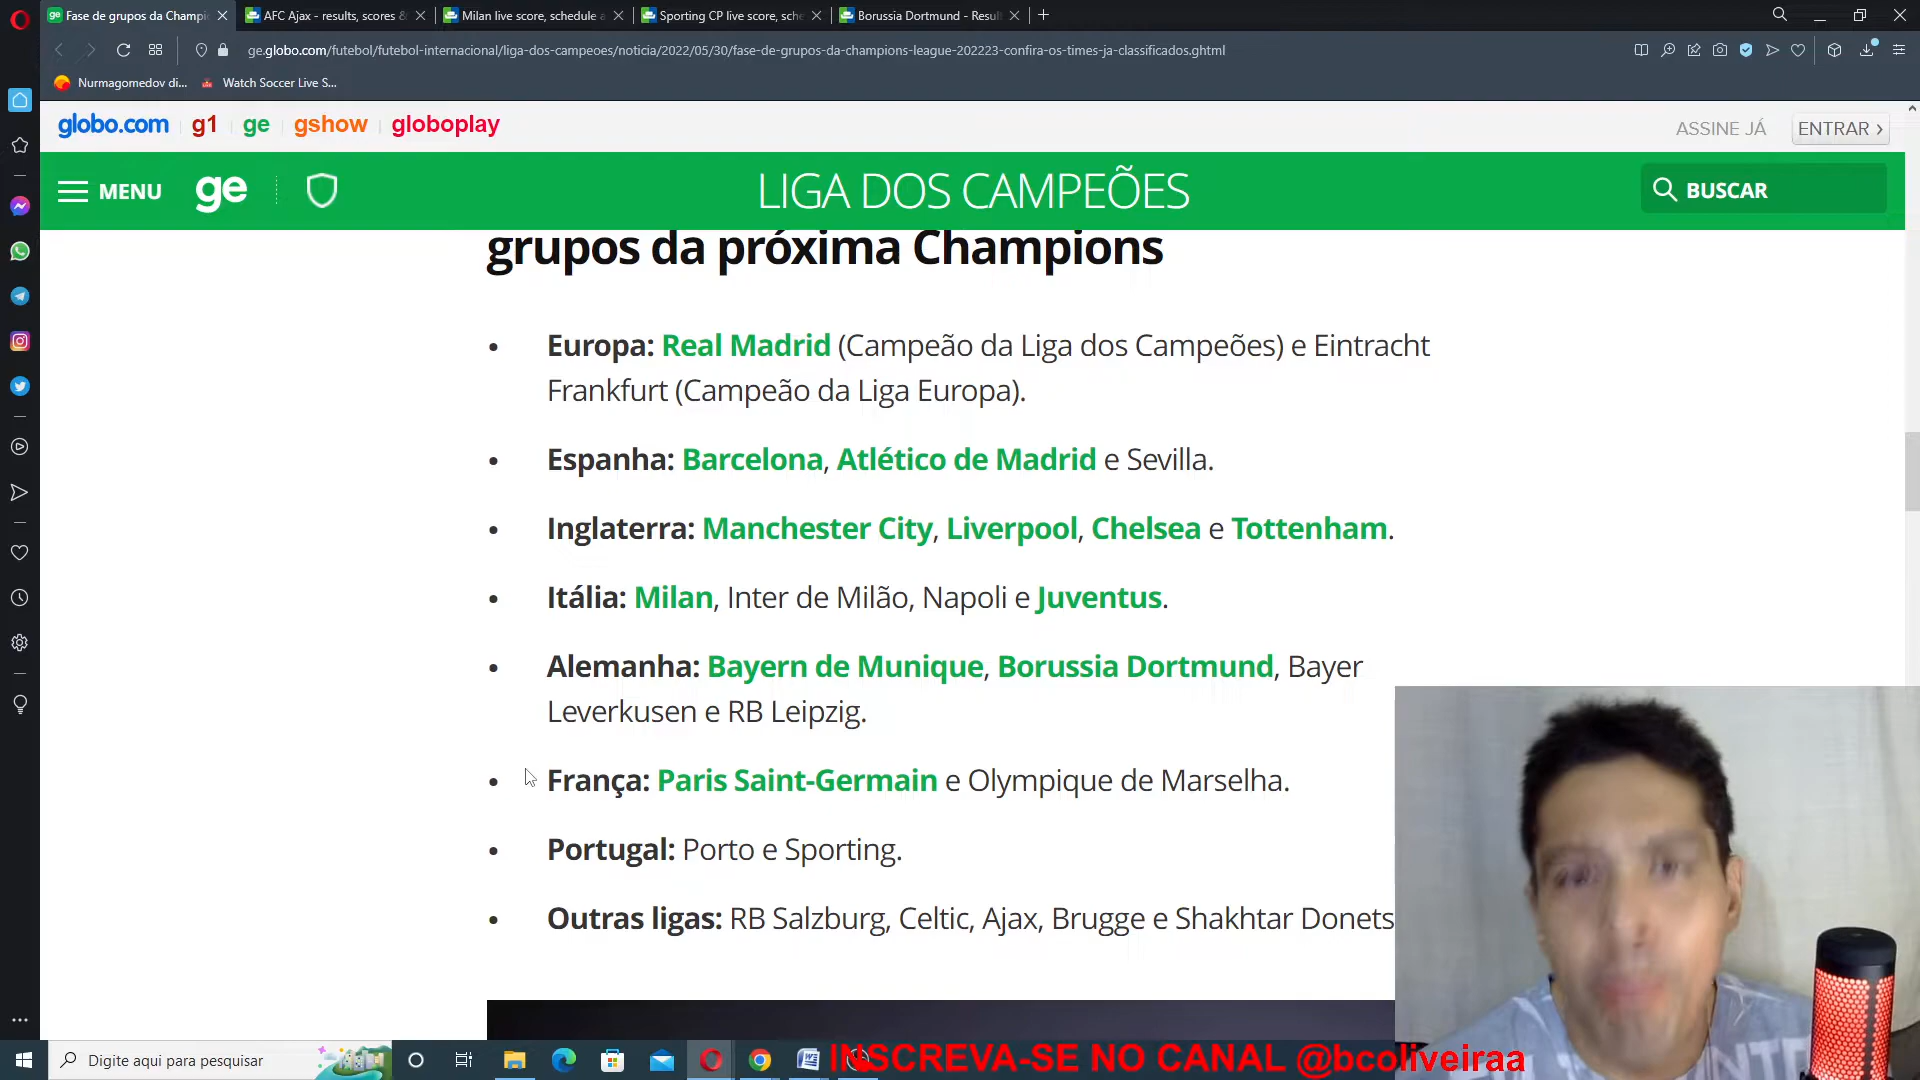 Fase de grupos da Champi
AFC Ajax - results, scores &
Milan live score, schedule a
Sporting CP live score, sche
Borussia Dortmund - Resul
ge.globo.com/futebol/futebol-internacional/liga-dos-campeoes/noticia/2022/05/30/fase-de-grupos-da-champions-league-202223-confira-os-times-ja-classificados.ghtml
Nurmagomedov di...
Watch Soccer Live S...
globo.com g1 ge gshow globoplay
ASSINE JÁ ENTRAR
MENU ge LIGA DOS CAMPEÕES BUSCAR
grupos da próxima Champions
• Europa: Real Madrid (Campeão da Liga dos Campeões) e Eintracht
Frankfurt (Campeão da Liga Europa).
• Espanha: Barcelona, Atlético de Madrid e Sevilla.
• Inglaterra: Manchester City, Liverpool, Chelsea e Tottenham.
• Itália: Milan, Inter de Milão, Napoli e Juventus.
• Alemanha: Bayern de Munique, Borussia Dortmund, Bayer
Leverkusen e RB Leipzig.
• França: Paris Saint-Germain e Olympique de Marselha.
• Portugal: Porto e Sporting.
• Outras ligas: RB Salzburg, Celtic, Ajax, Brugge e Shakhtar Donets
Digite aqui para pesquisar
INSCREVA-SE NO CANAL @bcoliveiraa